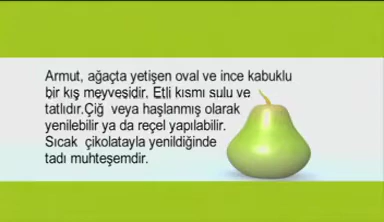 Armut, ağaçta yetişen oval ve ince kabuklu
bir kış meyvesidir. Etli kısmı sulu ve
tatlıdır.Çiğ veya haşlanmış olarak
yenilebilir ya da reçel yapılabilir.
Sıcak çikolatayla yenildiğinde
tadı muhteşemdir.